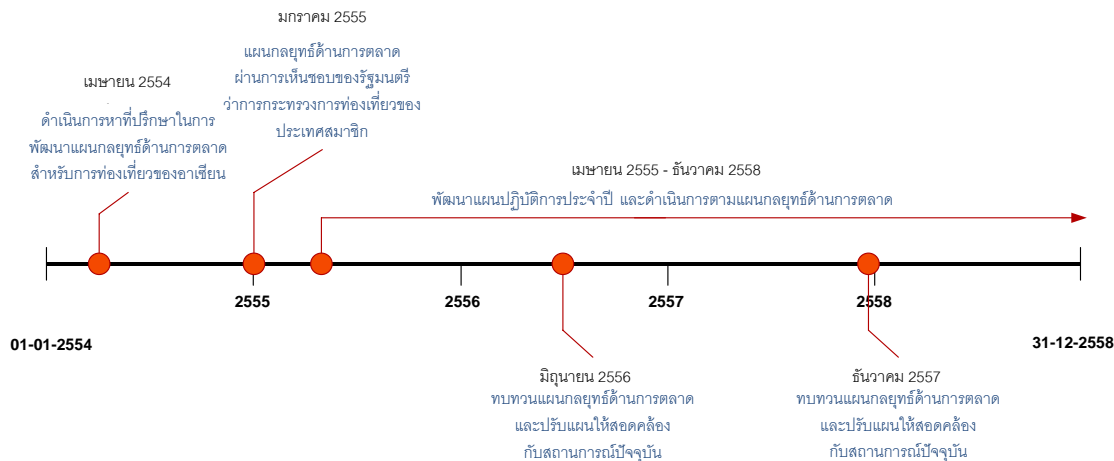 มกราคม 2555
แผนกลยุทธ์ด้านการตลาด
ผ่านการเห็นชอบของรัฐมนตรี
ว่าการกระทรวงการท่องเที่ยวของ
ประเทศสมาชิก
เมษายน 2554
ดำเนินการหาที่ปรึกษาในการ
พัฒนาแผนกลยุทธ์ด้านการตลาด
สำหรับการท่องเที่ยวของอาเซียน
เมษายน 2555 - ธันวาคม 2558
พัฒนาแผนปฏิบัติการประจำปี และดำเนินการตามแผนกลยุทธ์ด้านการตลาด
2555
2556
2557
2558
01-01-2554
31-12-2558
มิถุนายน 2556
ทบทวนแผนกลยุทธ์ด้านการตลาด
และปรับแผนให้สอดคล้อง
กับสถานการณ์ปัจจุบัน
ธันวาคม 2557
ทบทวนแผนกลยุทธ์ด้านการตลาด
และปรับแผนให้สอดคล้อง
กับสถานการณ์ปัจจุบัน